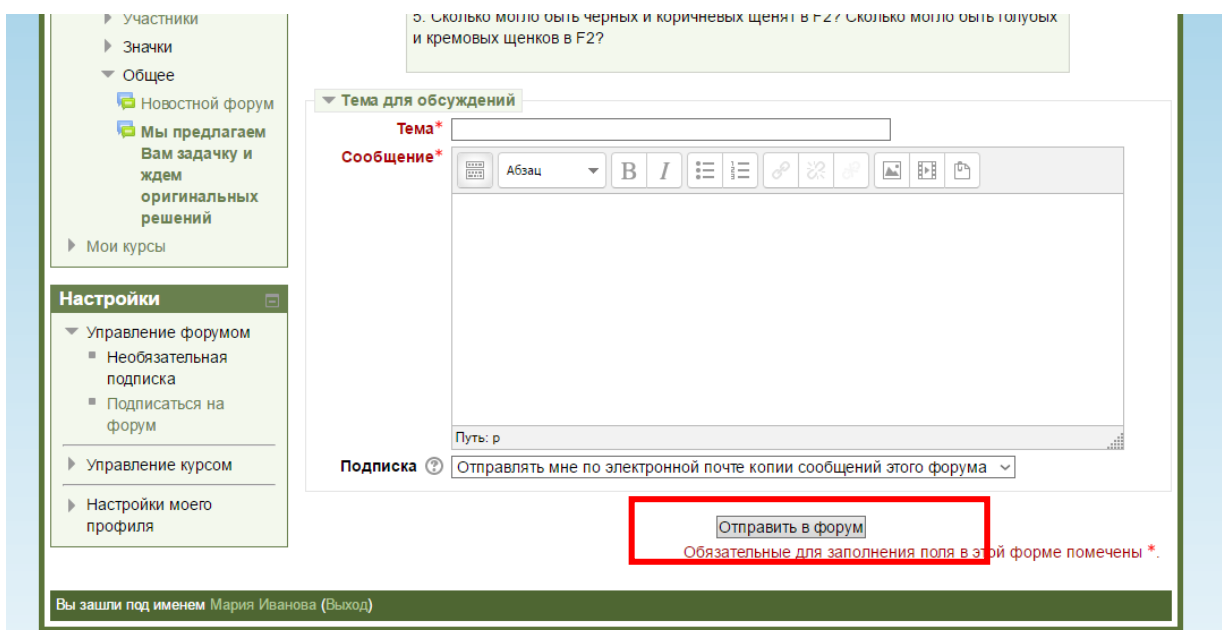 Участники
Значки
Общее
Новостной форум
Мы предлагаем
Вам задачку и
ждем
оригинальных
решений
Мои курсы
Настройки
Управление форумом
Необязательная
подписка
Подписаться на
форум
Управление курсом
Настройки моего
профиля
5. Сколько могло быть черных и коричневых щенят в F2? Сколько могло быть голубых
и кремовых щенков в F2?
Тема для обсуждений
Тема*
Сообщение*
Абзац
B I
Путь: p
Подписка ? Отправлять мне по электронной почте копии сообщений этого форума
Отправить в форум
Обязательные для заполнения поля в этой форме помечены *.
Вы зашли под именем Мария Иванова (Выход)